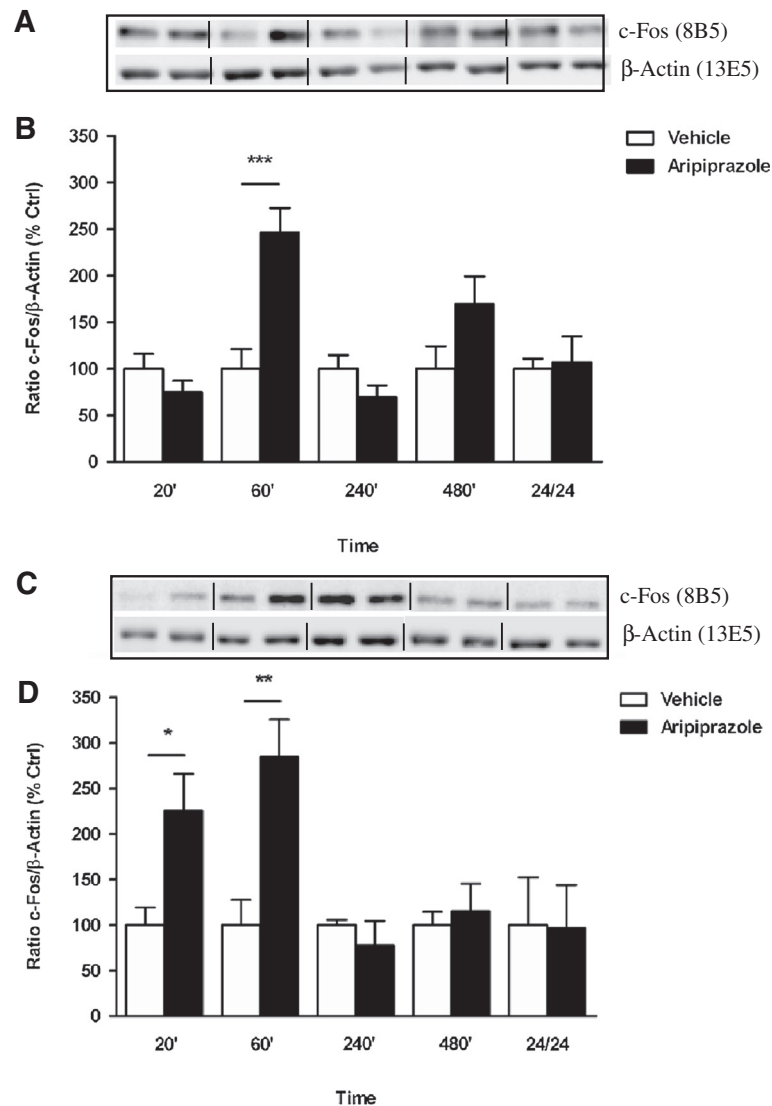 A
c-Fos (8B5)
β-Actin (13E5)
B
350
300
250
200
150
100
50
0
Ratio c-Fos/β-Actin (% Ctrl)
***
Vehicle
Aripiprazole
20' 60' 240' 480' 24/24
Time
C
c-Fos (8B5)
β-Actin (13E5)
D
350
300
250
200
150
100
50
0
Ratio c-Fos/β-Actin (% Ctrl)
*
**
Vehicle
Aripiprazole
20' 60' 240' 480' 24/24
Time